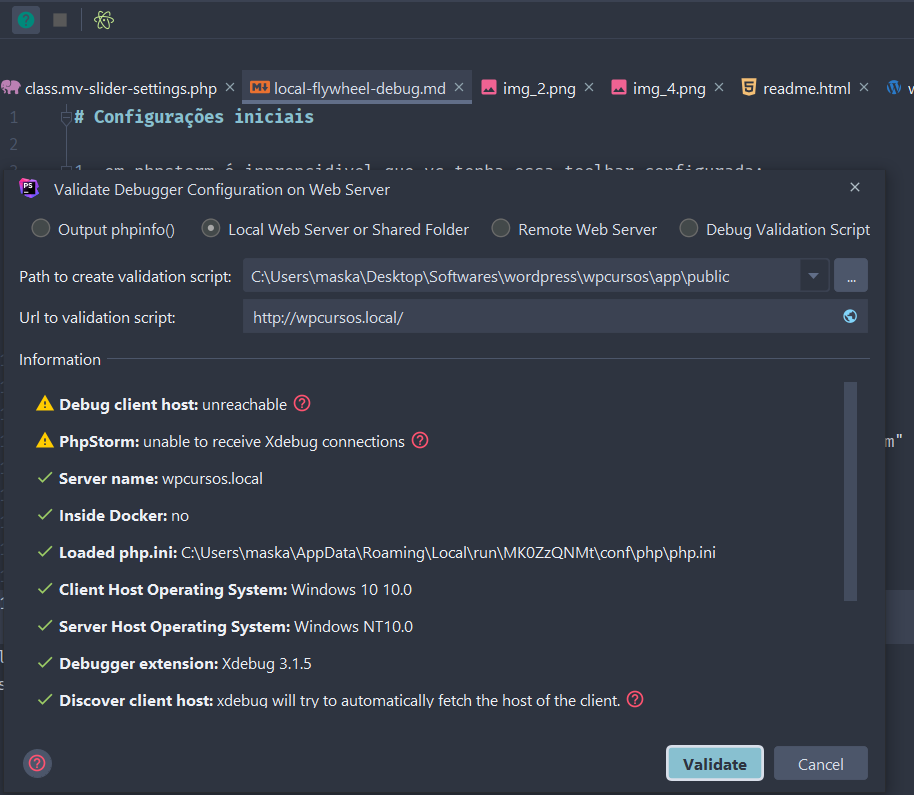 class.mv-slider-settings.php
local-flywheel-debug.md
img_2.png
img_4.png
readme.html
1 # Configurações iniciais
2
Validate Debugger Configuration on Web Server
Output phpinfo()
Local Web Server or Shared Folder
Remote Web Server
Debug Validation Script
Path to create validation script: C:\Users\maska\Desktop\Softwares\wordpress\wpcursos\app\public ...
Url to validation script: http://wpcursos.local/
Information
Debug client host: unreachable
PhpStorm: unable to receive Xdebug connections
Server name: wpcursos.local
Inside Docker: no
Loaded php.ini: C:\Users\maska\AppData\Roaming\Local\run\MK0ZzQNMt\conf\php\php.ini
Client Host Operating System: Windows 10 10.0
Server Host Operating System: Windows NT10.0
Debugger extension: Xdebug 3.1.5
Discover client host: xdebug will try to automatically fetch the host of the client.
Validate
Cancel